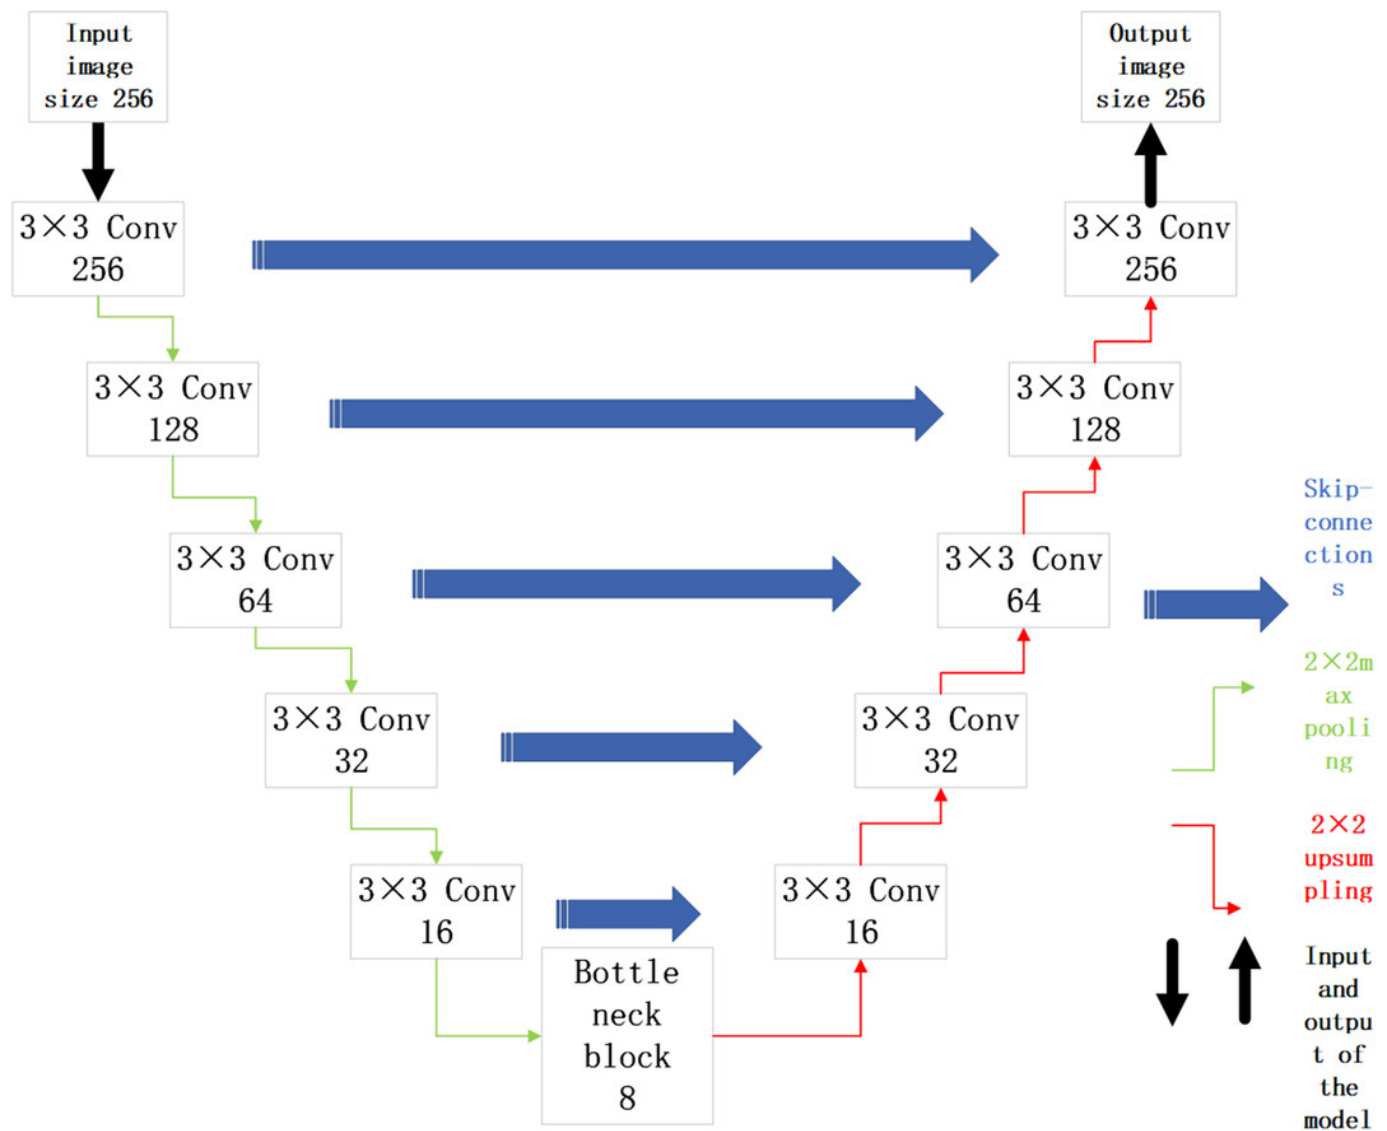 Input
image
size 256
Output
image
size 256
3×3 Conv
256
3×3 Conv
256
3×3 Conv
128
3×3 Conv
128
3×3 Conv
64
3×3 Conv
64
3×3 Conv
32
3×3 Conv
32
3×3 Conv
16
3×3 Conv
16
Bottle
neck
block
8
Skip-
conne
ction
s
2×2m
ax
pooli
ng
2×2
upsum
pling
Input
and
outpu
t of
the
model